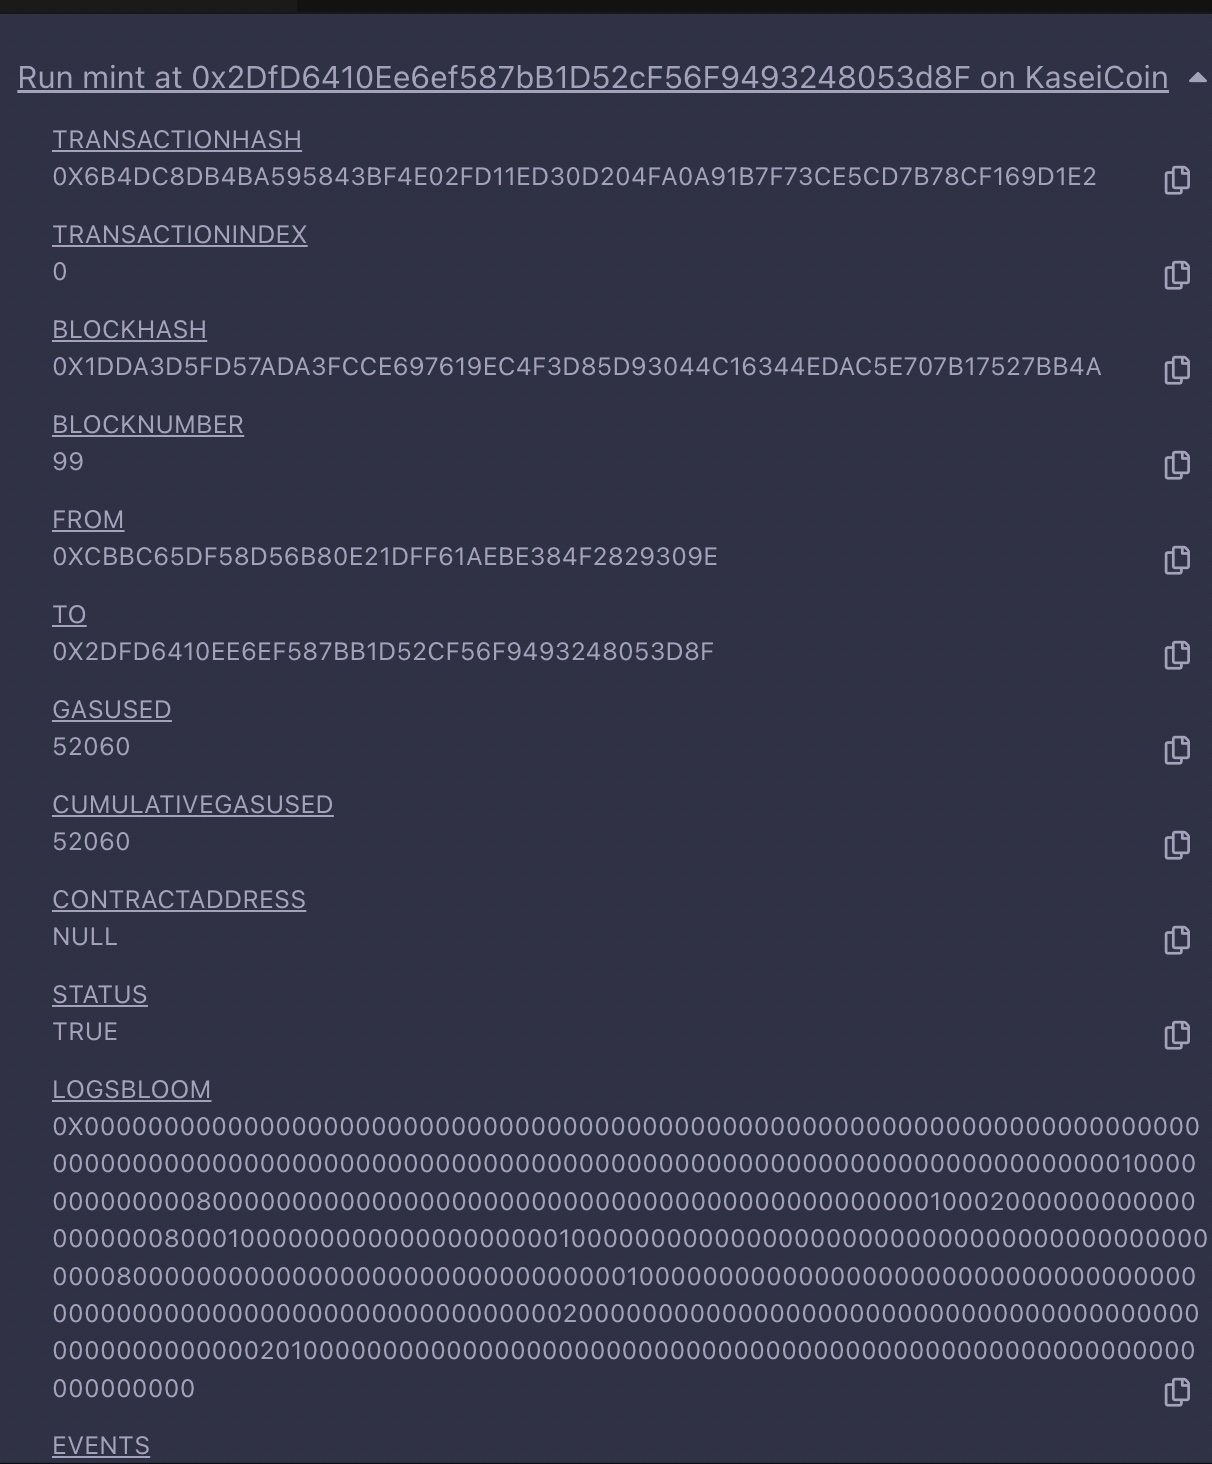 Run mint at 0x2DfD6410Ee6ef587bB1D52cF56F9493248053d8F on KaseiCoin
TRANSACTIONHASH
0X6B4DC8DB4BA595843BF4E02FD11ED30D204FA0A91B7F73CE5CD7B78CF169D1E2
TRANSACTIONINDEX
0
BLOCKHASH
0X1DDA3D5FD57ADA3FCCE697619EC4F3D85D93044C16344EDAC5E707B17527BB4A
BLOCKNUMBER
99
FROM
0XCBBC65DF58D56B80E21DFF61AEBE384F2829309E
TO
0X2DFD6410EE6EF587BB1D52CF56F9493248053D8F
GASUSED
52060
CUMULATIVEGASUSED
52060
CONTRACTADDRESS
NULL
STATUS
TRUE
LOGSBLOOM
EVENTS